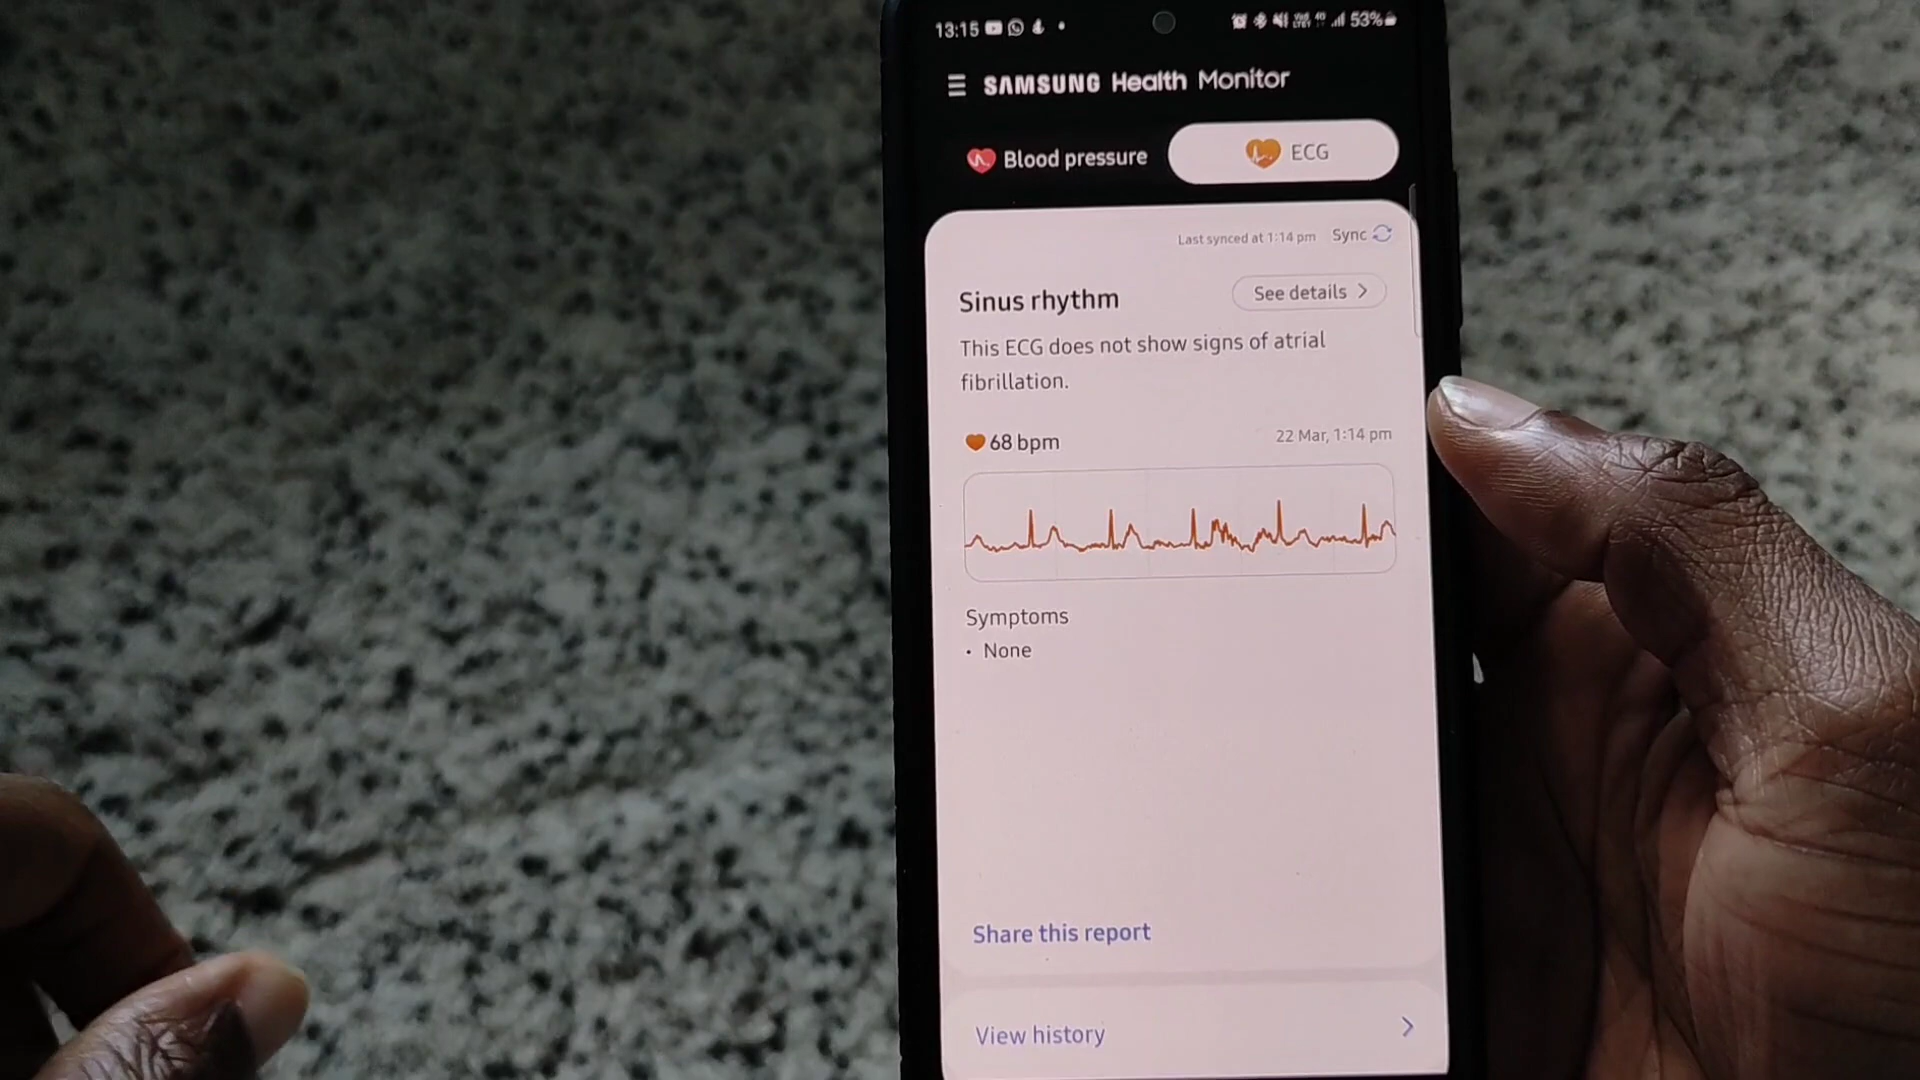 13:15 53%
SAMSUNG Health Monitor
Blood pressure ECG
Last synced at 1:14 pm Sync
Sinus rhythm See details >
This ECG does not show signs of atrial
fibrillation.
68 bpm 22 Mar, 1:14 pm
Symptoms
• None
Share this report
View history >